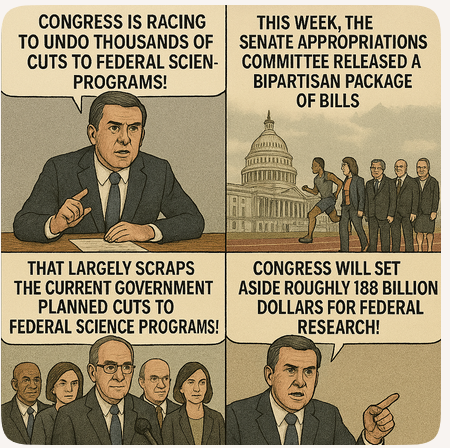 CONGRESS IS RACING
TO UNDO THOUSANDS OF
CUTS TO FEDERAL SCIEN-
PROGRAMS!
THIS WEEK, THE
SENATE APPROPRIATIONS
COMMITTEE RELEASED A
BIPARTISAN PACKAGE
OF BILLS
THAT LARGELY SCRAPS
THE CURRENT GOVERNMENT
PLANNED CUTS TO
FEDERAL SCIENCE PROGRAMS!
CONGRESS WILL SET
ASIDE ROUGHLY 188 BILLION
DOLLARS FOR FEDERAL
RESEARCH!